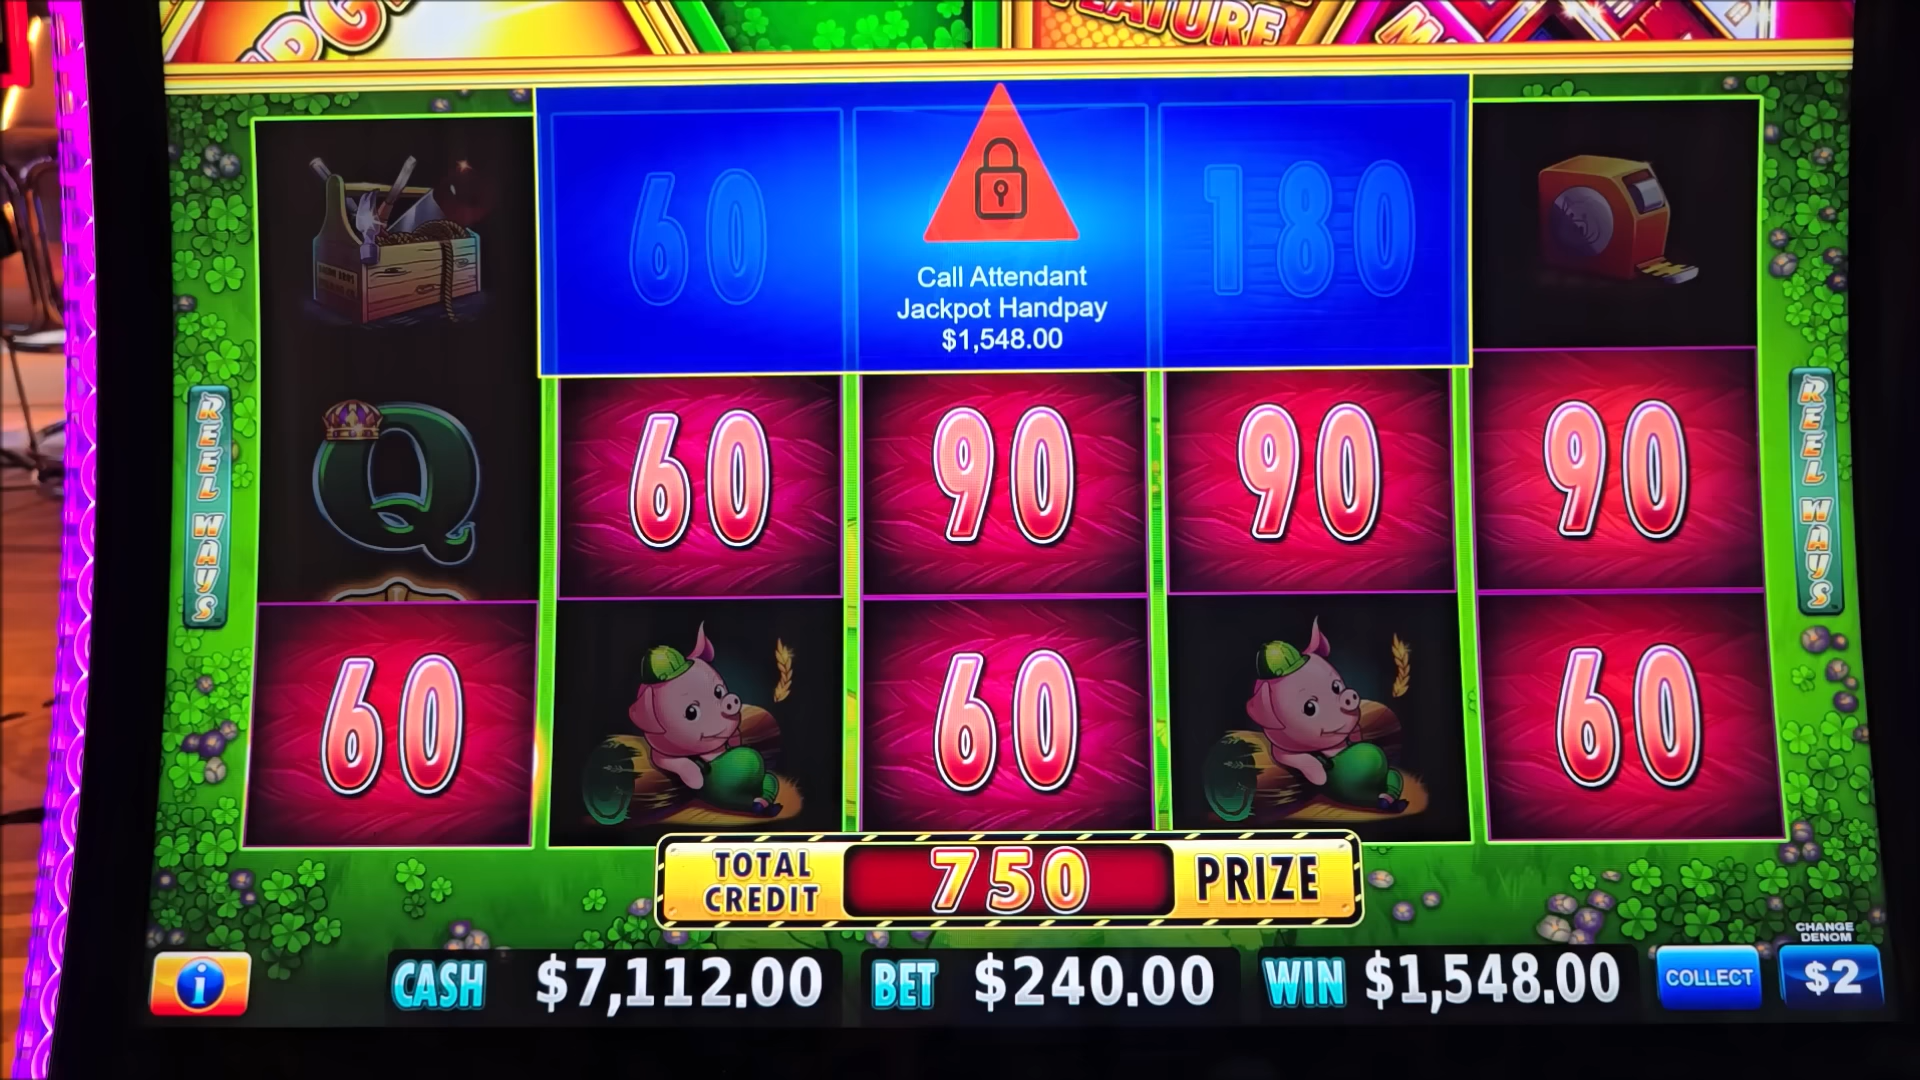 FEATURE
60
180
Call Attendant
Jackpot Handpay
$1,548.00
REEL WAYS
Q
60
90
90
90
REEL WAYS
60
60
60
TOTAL CREDIT
750
PRIZE
CHANGE DENOM
CASH $7,112.00
BET $240.00
WIN $1,548.00
COLLECT
$2
i